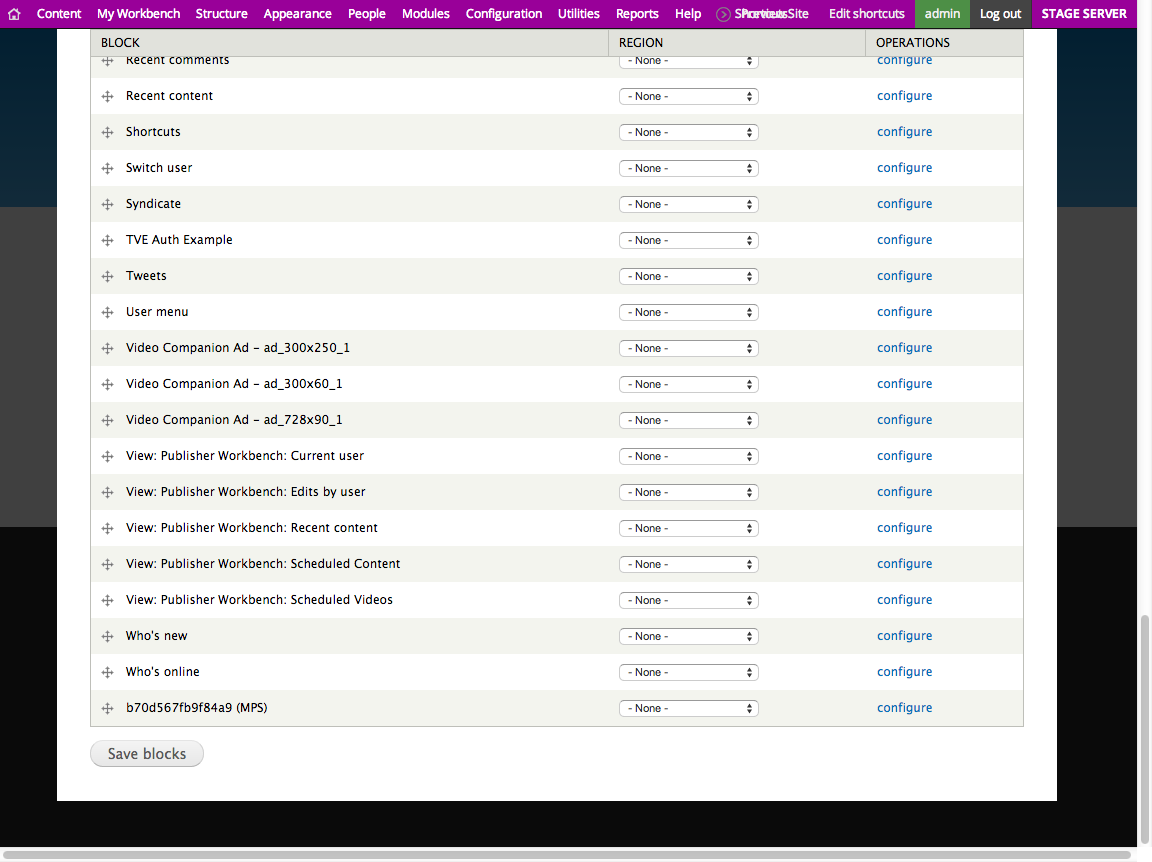 Content My Workbench Structure Appearance People Modules Configuration Utilities Reports Help Edit shortcuts admin Log out STAGE SERVER
BLOCK REGION OPERATIONS
Recent comments - None - configure
Recent content - None - configure
Shortcuts - None - configure
Switch user - None - configure
Syndicate - None - configure
TVE Auth Example - None - configure
Tweets - None - configure
User menu - None - configure
Video Companion Ad - ad_300x250_1 - None - configure
Video Companion Ad - ad_300x60_1 - None - configure
Video Companion Ad - ad_728x90_1 - None - configure
View: Publisher Workbench: Current user - None - configure
View: Publisher Workbench: Edits by user - None - configure
View: Publisher Workbench: Recent content - None - configure
View: Publisher Workbench: Scheduled Content - None - configure
View: Publisher Workbench: Scheduled Videos - None - configure
Who's new - None - configure
Who's online - None - configure
b70d567fb9f84a9 (MPS) - None - configure
Save blocks